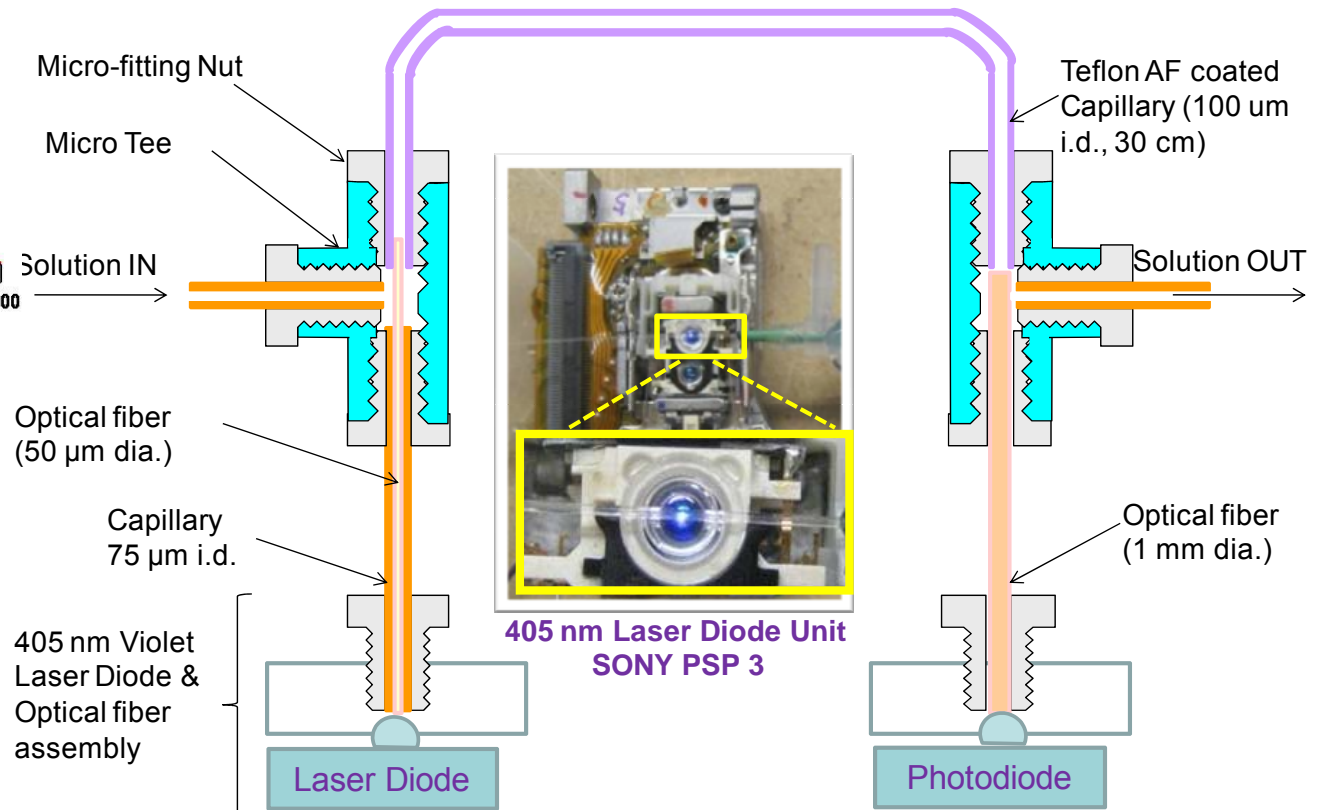 Micro-fitting Nut
Micro Tee
Solution IN
00
Optical fiber
(50 µm dia.)
Capillary
75 µm i.d.
405 nm Violet
Laser Diode &
Optical fiber
assembly
Laser Diode
405 nm Laser Diode Unit
SONY PSP 3
Teflon AF coated
Capillary (100 um
i.d., 30 cm)
Solution OUT
Optical fiber
(1 mm dia.)
Photodiode